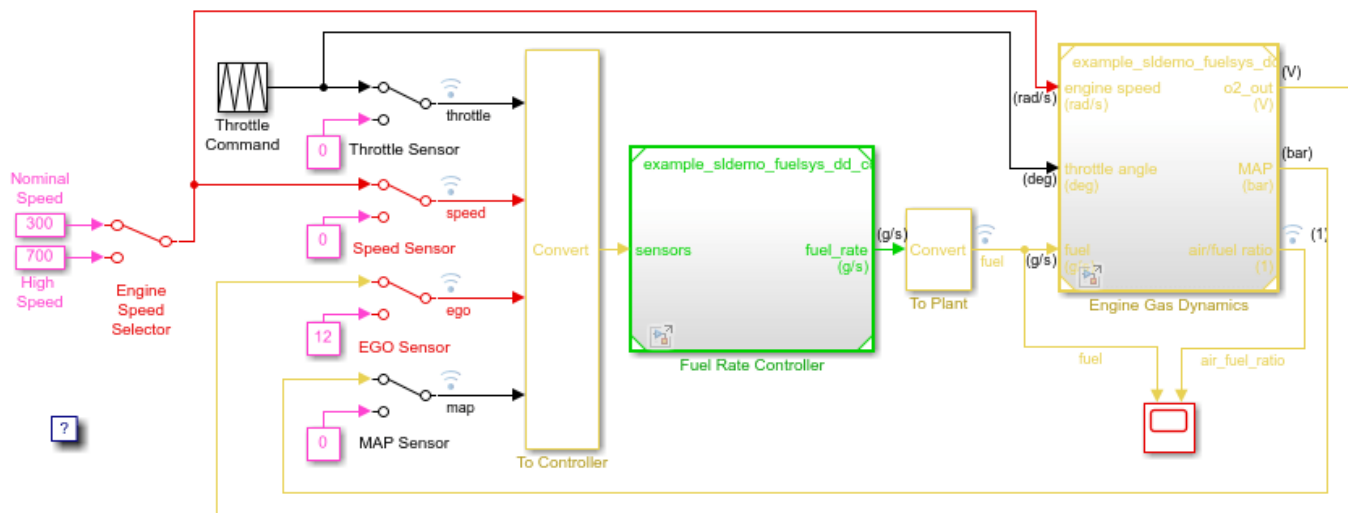 example_sldemo_fuelsys_dd
(V)
engine speed
o2_out
(rad/s)
(rad/s)
(V)
Throttle
Command
throttle
0
Throttle Sensor
example_sldemo_fuelsys_dd_c
(bar)
throttle angle
MAP
(deg)
(deg)
(bar)
Nominal
Speed
300
speed
0
Speed Sensor
700
High
Speed
Convert
sensors
fuel_rate
(g/s)
(g/s)
Convert
fuel
(g/s)
fuel
air/fuel ratio
(1)
(1)
To Plant
Engine Gas Dynamics
Engine
Speed
Selector
ego
12
EGO Sensor
Fuel Rate Controller
fuel
air_fuel_ratio
map
0
MAP Sensor
?
To Controller